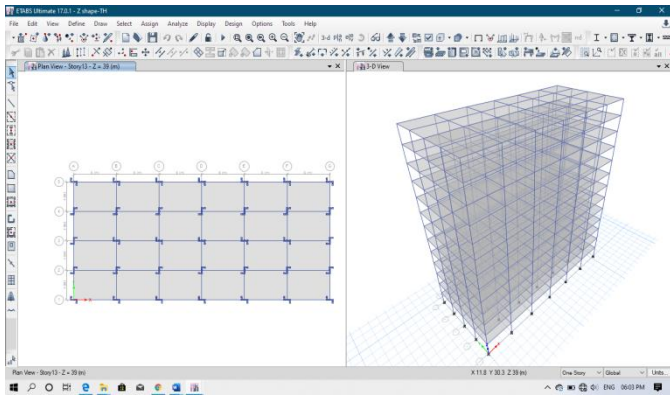 ETABS Ultimate 17.0.1 - Z shape-TH
File Edit View Define Draw Select Assign Analyze Display Design Options Tools Help
Plan View - Story13 - Z = 39 (m)
3-D View
A B C D E F G
Plan View - Story13 - Z = 39 (m)
X 11.8 Y 30.3 Z 39 (m)
One Story
Global
Units...
ENG 06:03 PM